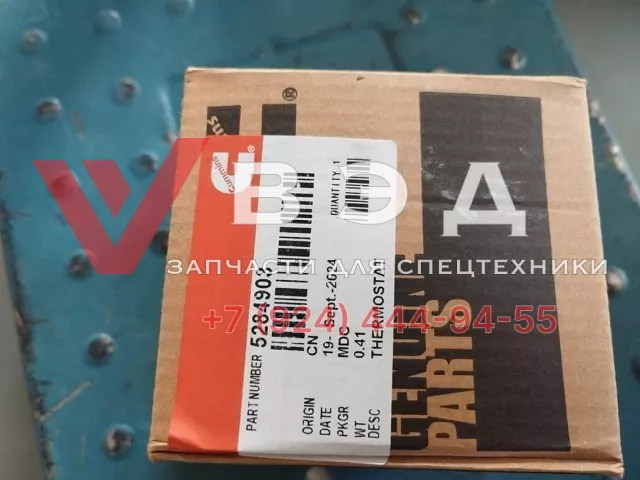 Cummins
®
PART NUMBER
ORIGIN CN
DATE 19- Sept.-2024
PKGR MDC
WT 0.41
DESC THERMOSTAT
QUANTITY 1
GENUINE
PARTS
ВЭД
ЗАПЧАСТИ ДЛЯ СПЕЦТЕХНИКИ
+7 (924) 444-94-55